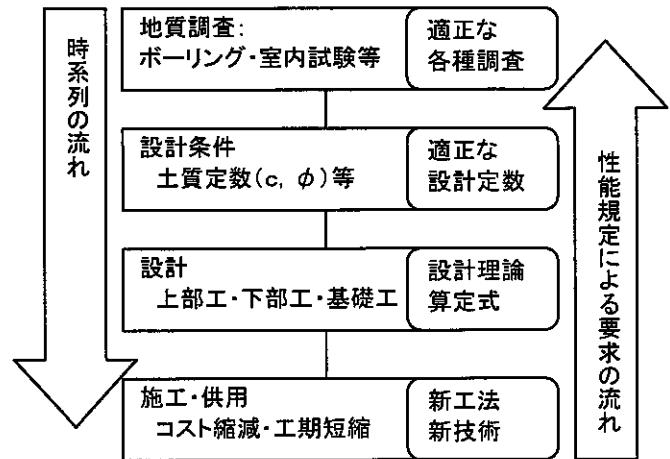 時系列の流れ
地質調査:
ボーリング・室内試験等
適正な
各種調査
設計条件
土質定数(c, φ)等
適正な
設計定数
設計
上部工・下部工・基礎工
設計理論
算定式
施工・供用
コスト縮減・工期短縮
新工法
新技術
性能規定による要求の流れ